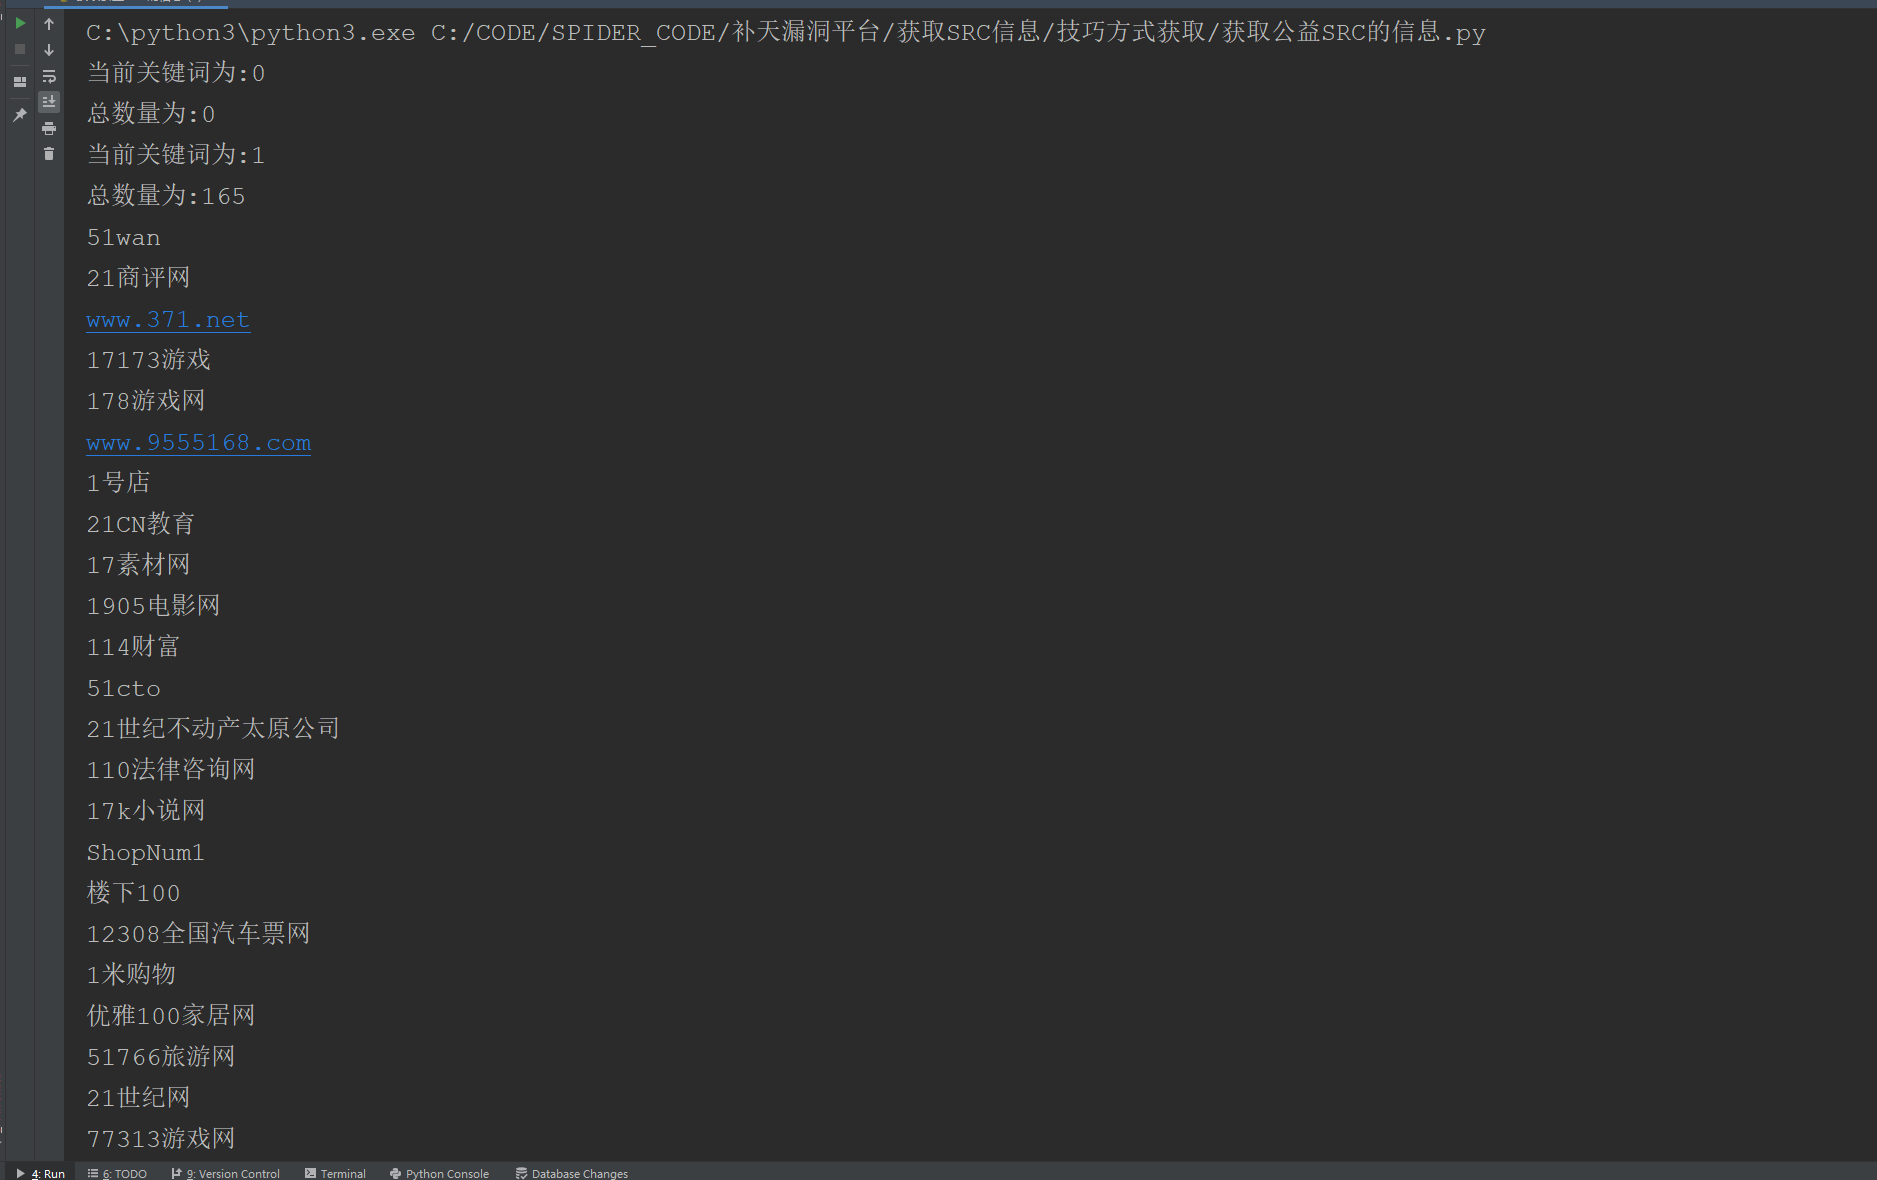 C:\python3\python3.exe C:/CODE/SPIDER_CODE/补天漏洞平台/获取SRC信息/技巧方式获取/获取公益SRC的信息.py
当前关键词为:0
总数量为:0
当前关键词为:1
总数量为:165
51wan
21商评网
www.371.net
17173游戏
178游戏网
www.9555168.com
1号店
21CN教育
17素材网
1905电影网
114财富
51cto
21世纪不动产太原公司
110法律咨询网
17k小说网
ShopNum1
楼下100
12308全国汽车票网
1米购物
优雅100家居网
51766旅游网
21世纪网
77313游戏网
4: Run 6: TODO 9: Version Control Terminal Python Console Database Changes